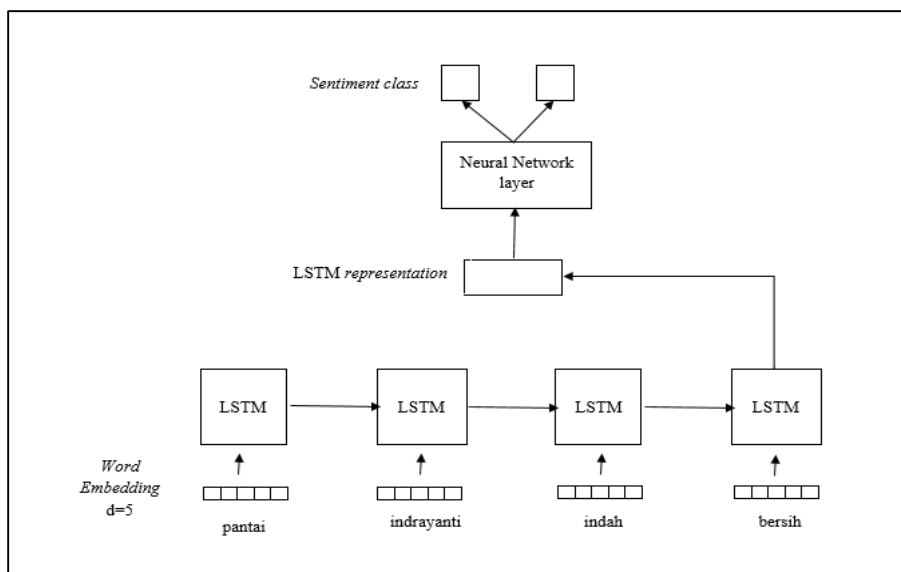 Sentiment class
Neural Network
layer
LSTM representation
LSTM
LSTM
LSTM
LSTM
Word
Embedding
d=5
pantai
indrayanti
indah
bersih